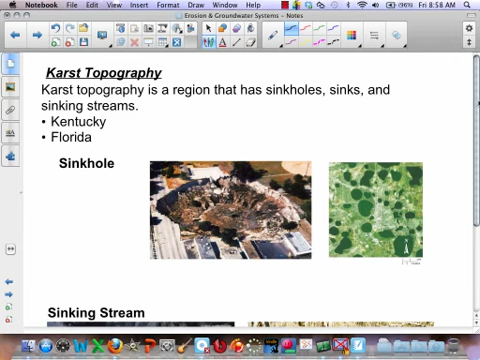 Notebook File Edit View Insert Format Draw Window Help (96%) Fri 8:58 AM
Erosion & Groundwater Systems – Notes
Karst Topography
Karst topography is a region that has sinkholes, sinks, and
sinking streams.
• Kentucky
• Florida
Sinkhole
Sinking Stream